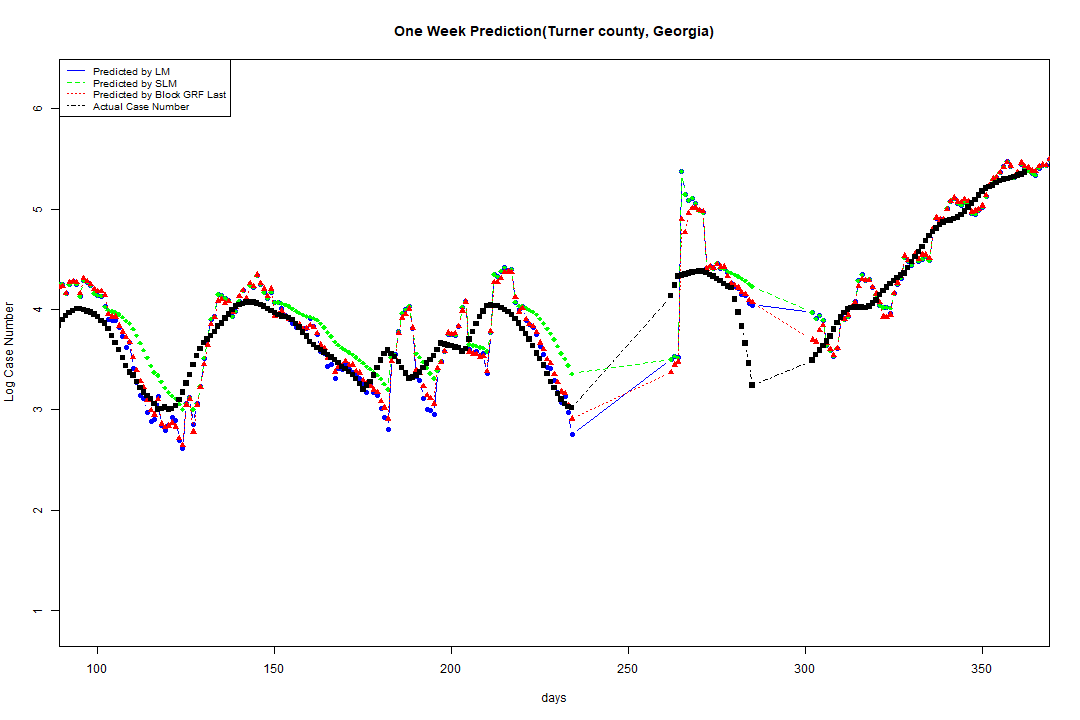 One Week Prediction(Turner county, Georgia)
Predicted by LM
Predicted by SLM
Predicted by Block GRF Last
Actual Case Number
Log Case Number
6
5
4
3
2
1
100 150 200 250 300 350
days